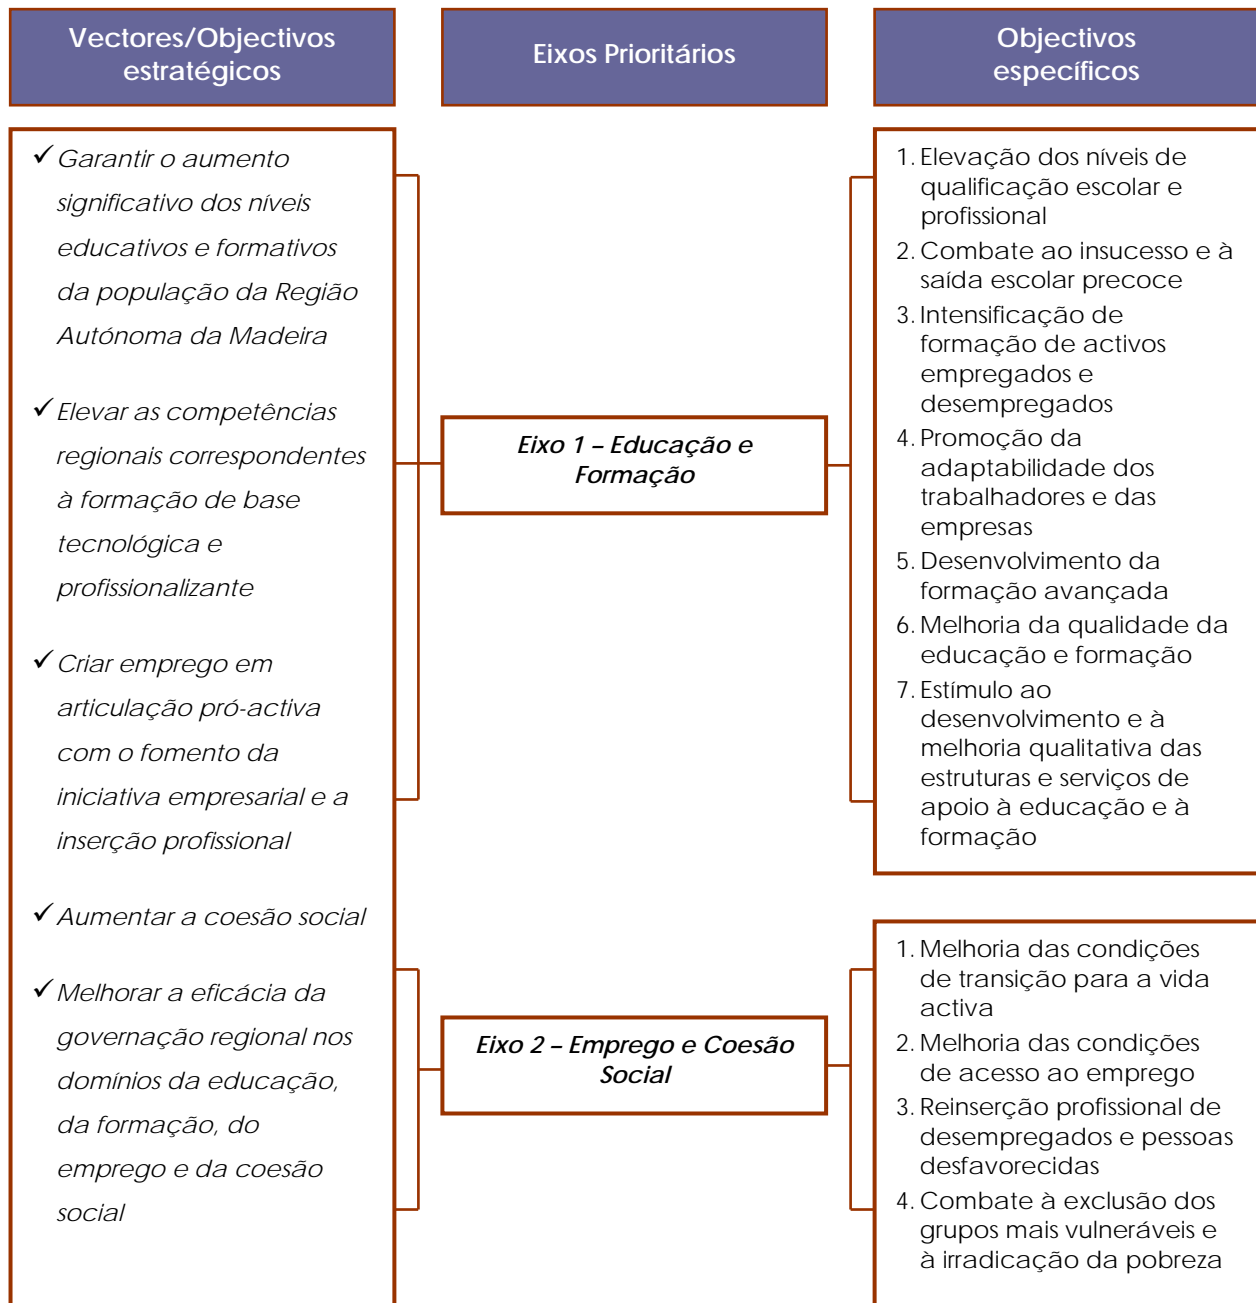 Vectores/Objectivos
estratégicos
Eixos Prioritários
Objectivos
específicos
✓ Garantir o aumento
significativo dos níveis
educativos e formativos
da população da Região
Autónoma da Madeira
✓ Elevar as competências
regionais correspondentes
à formação de base
tecnológica e
profissionalizante
✓ Criar emprego em
articulação pró-activa
com o fomento da
iniciativa empresarial e a
inserção profissional
✓ Aumentar a coesão social
✓ Melhorar a eficácia da
governação regional nos
domínios da educação,
da formação, do
emprego e da coesão
social
Eixo 1 – Educação e
Formação
Eixo 2 – Emprego e Coesão
Social
1. Elevação dos níveis de
qualificação escolar e
profissional
2. Combate ao insucesso e à
saída escolar precoce
3. Intensificação de
formação de activos
empregados e
desempregados
4. Promoção da
adaptabilidade dos
trabalhadores e das
empresas
5. Desenvolvimento da
formação avançada
6. Melhoria da qualidade da
educação e formação
7. Estímulo ao
desenvolvimento e à
melhoria qualitativa das
estruturas e serviços de
apoio à educação e à
formação
1. Melhoria das condições
de transição para a vida
activa
2. Melhoria das condições
de acesso ao emprego
3. Reinserção profissional de
desempregados e pessoas
desfavorecidas
4. Combate à exclusão dos
grupos mais vulneráveis e
à irradicação da pobreza